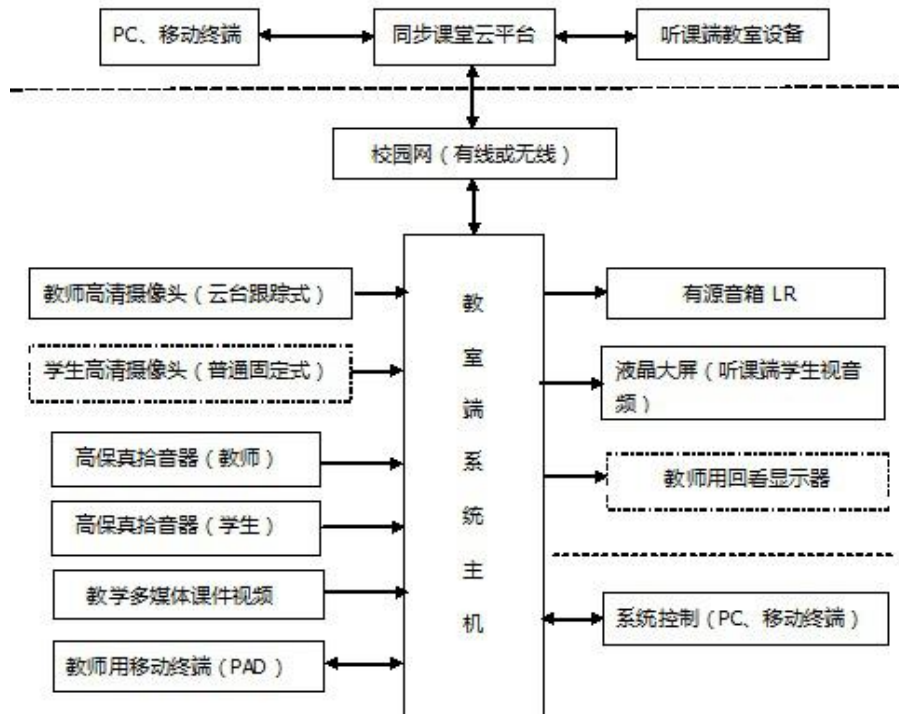 PC、移动终端
同步课堂云平台
听课端教室设备
校园网（有线或无线）
教师高清摄像头（云台跟踪式）
学生高清摄像头（普通固定式）
高保真拾音器（教师）
高保真拾音器（学生）
教学多媒体课件视频
教师用移动终端（PAD）
教
室
端
系
统
主
机
有源音箱 LR
液晶大屏（听课端学生视音
频）
教师用回看显示器
系统控制（PC、移动终端）